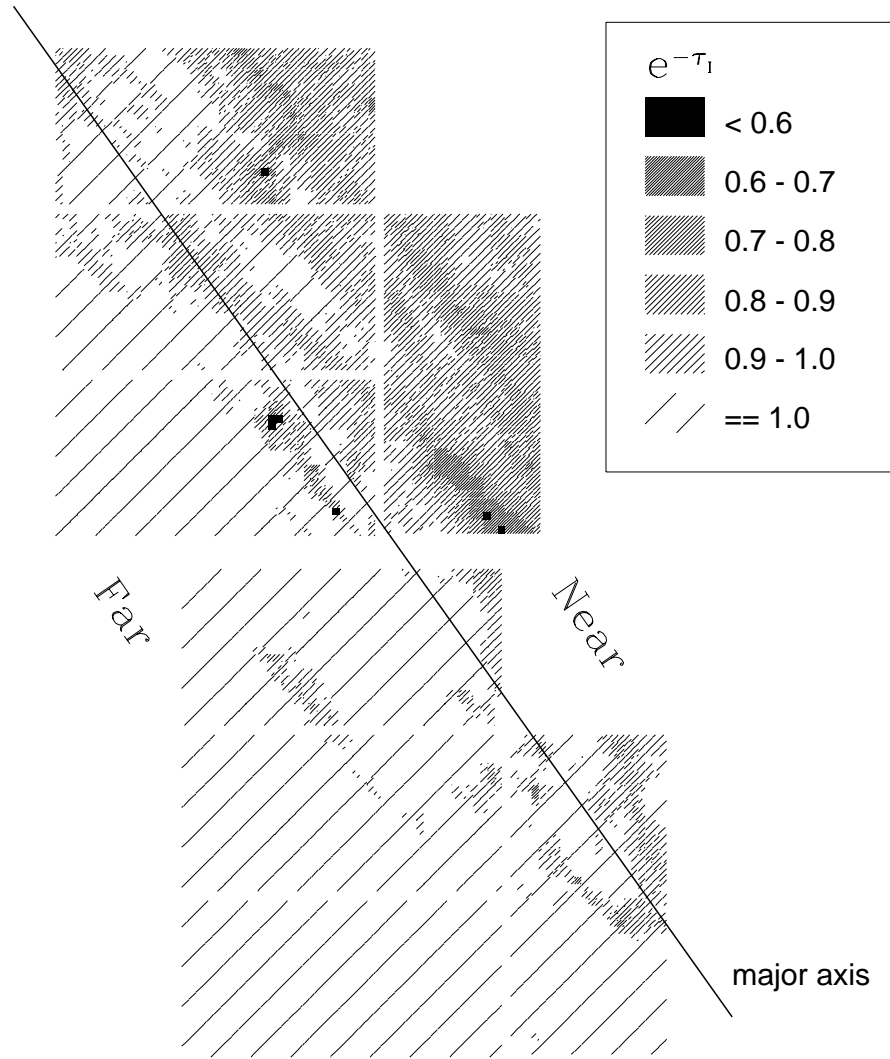 e^{-τ_I}
< 0.6
0.6 - 0.7
0.7 - 0.8
0.8 - 0.9
0.9 - 1.0
== 1.0
Far
Near
major axis